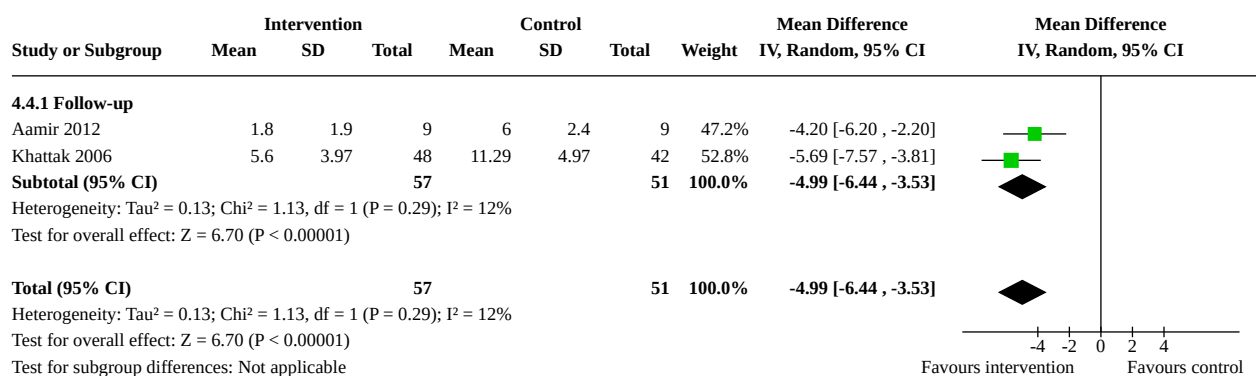 Intervention Control Mean Difference Mean Difference
Study or Subgroup Mean SD Total Mean SD Total Weight IV, Random, 95% CI IV, Random, 95% CI
4.4.1 Follow-up
Aamir 2012 1.8 1.9 9 6 2.4 9 47.2% -4.20 [-6.20 , -2.20]
Khattak 2006 5.6 3.97 48 11.29 4.97 42 52.8% -5.69 [-7.57 , -3.81]
Subtotal (95% CI) 57 51 100.0% -4.99 [-6.44 , -3.53]
Heterogeneity: Tau² = 0.13; Chi² = 1.13, df = 1 (P = 0.29); I² = 12%
Test for overall effect: Z = 6.70 (P < 0.00001)
Total (95% CI) 57 51 100.0% -4.99 [-6.44 , -3.53]
Heterogeneity: Tau² = 0.13; Chi² = 1.13, df = 1 (P = 0.29); I² = 12%
Test for overall effect: Z = 6.70 (P < 0.00001)
-4 -2 0 2 4
Test for subgroup differences: Not applicable Favours intervention Favours control